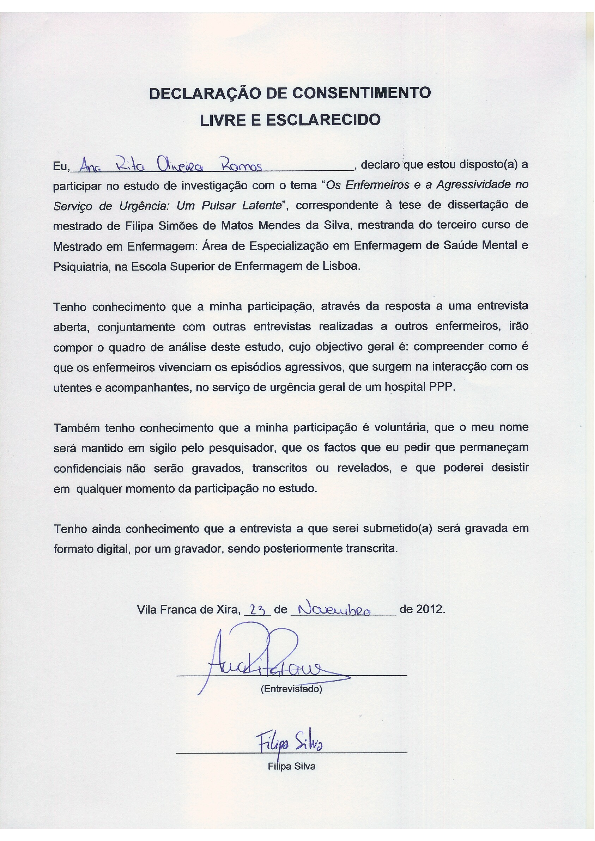 DECLARAÇÃO DE CONSENTIMENTO
LIVRE E ESCLARECIDO
Eu, Ana Rita Oliveira Ramos, declaro que estou disposto(a) a
participar no estudo de investigação com o tema "Os Enfermeiros e a Agressividade no
Serviço de Urgência: Um Pulsar Latente", correspondente à tese de dissertação de
mestrado de Filipa Simões de Matos Mendes da Silva, mestranda do terceiro curso de
Mestrado em Enfermagem: Área de Especialização em Enfermagem de Saúde Mental e
Psiquiatria, na Escola Superior de Enfermagem de Lisboa.
Tenho conhecimento que a minha participação, através da resposta a uma entrevista
aberta, conjuntamente com outras entrevistas realizadas a outros enfermeiros, irão
compor o quadro de análise deste estudo, cujo objectivo geral é: compreender como é
que os enfermeiros vivenciam os episódios agressivos, que surgem na interacção com os
utentes e acompanhantes, no serviço de urgência geral de um hospital PPP.
Também tenho conhecimento que a minha participação é voluntária, que o meu nome
será mantido em sigilo pelo pesquisador, que os factos que eu pedir que permaneçam
confidenciais não serão gravados, transcritos ou revelados, e que poderei desistir
em qualquer momento da participação no estudo.
Tenho ainda conhecimento que a entrevista a que serei submetido(a) será gravada em
formato digital, por um gravador, sendo posteriormente transcrita.
Vila Franca de Xira, 23 de Novembro de 2012.
Ana Rita Ramos
(Entrevistado)
Filipa Silva
Filipa Silva